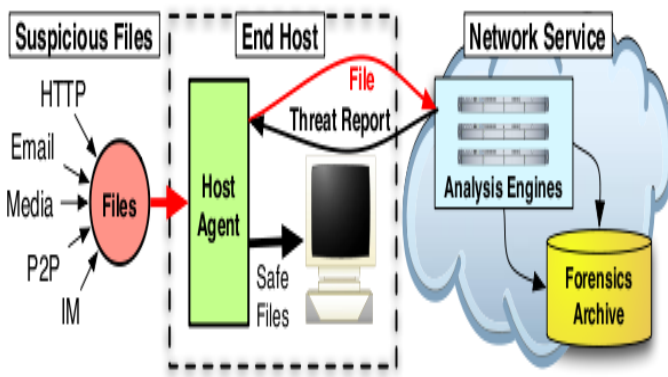 Suspicious Files
End Host
Network Service
HTTP
Email
Media
P2P
IM
Files
Host
Agent
File
Threat Report
Safe
Files
Analysis Engines
Forensics
Archive